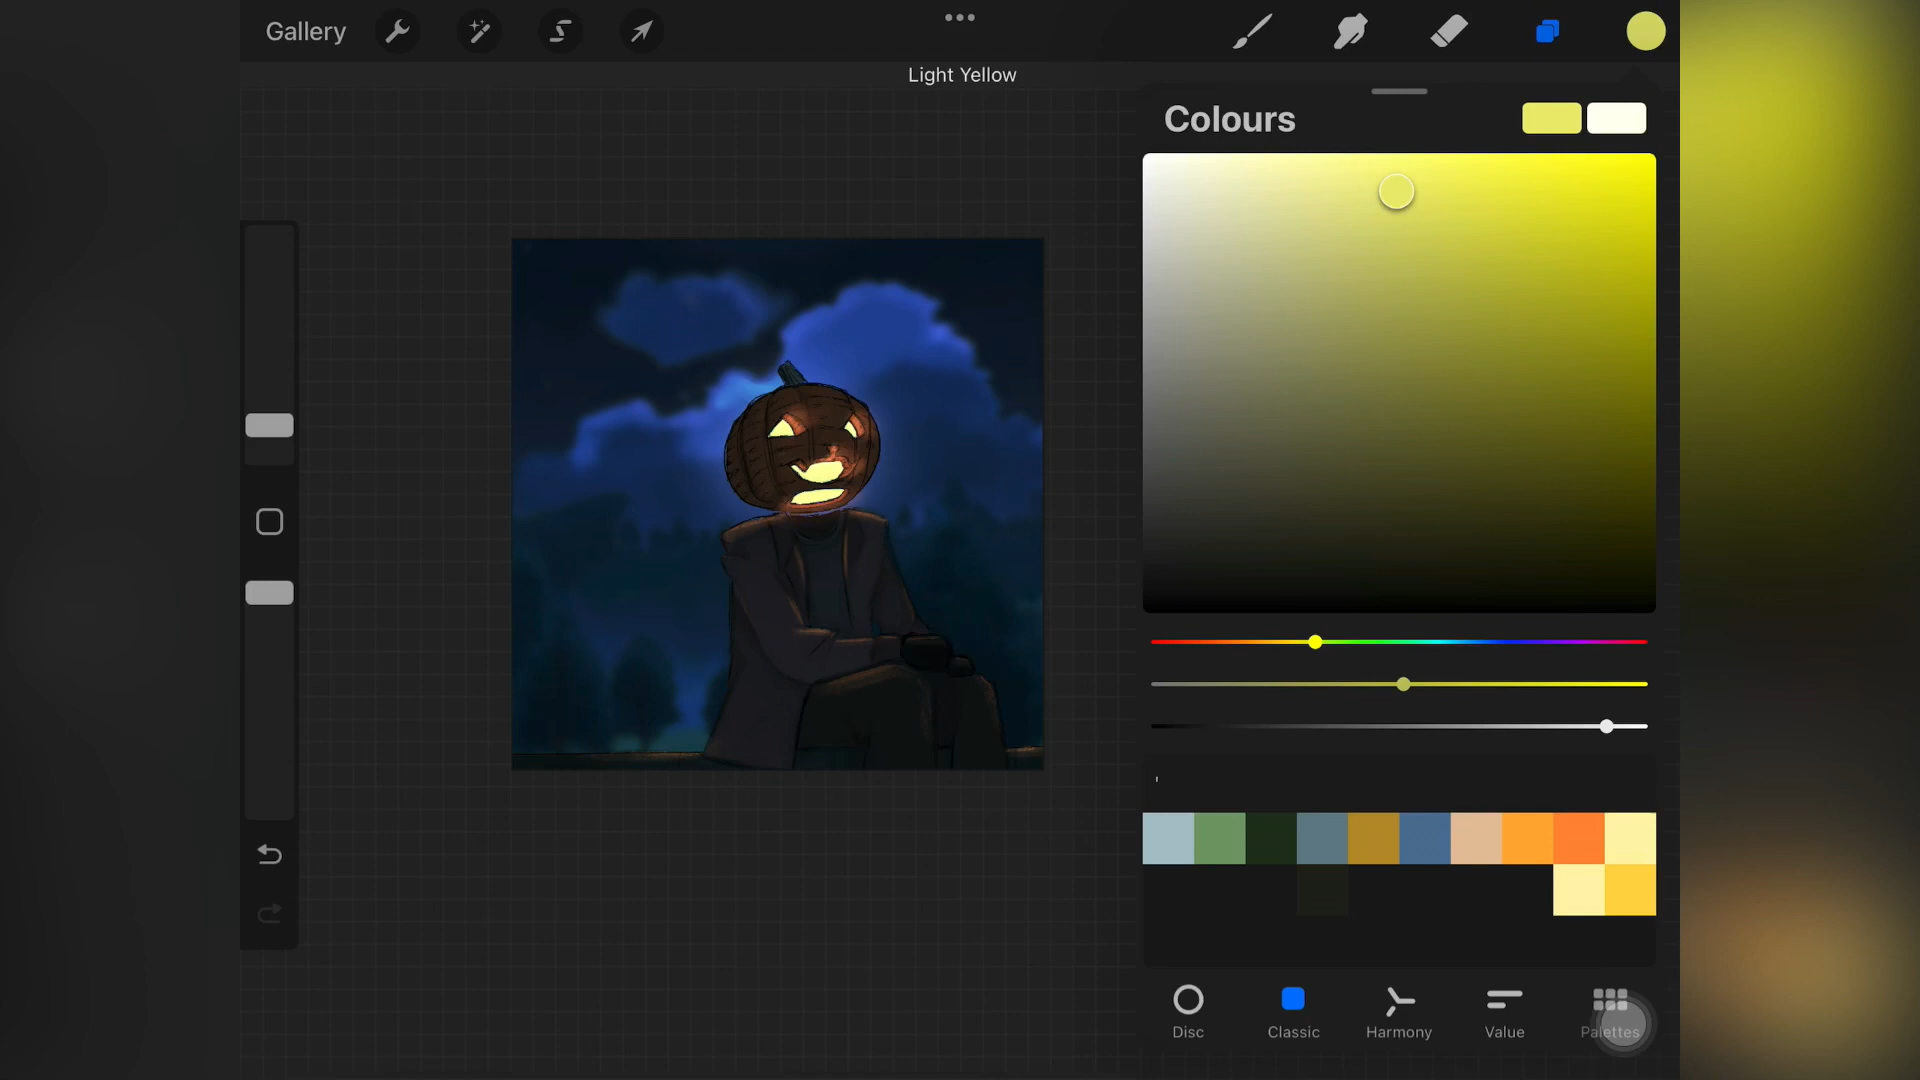 Gallery
Light Yellow
Colours
Disc
Classic
Harmony
Value
Palettes